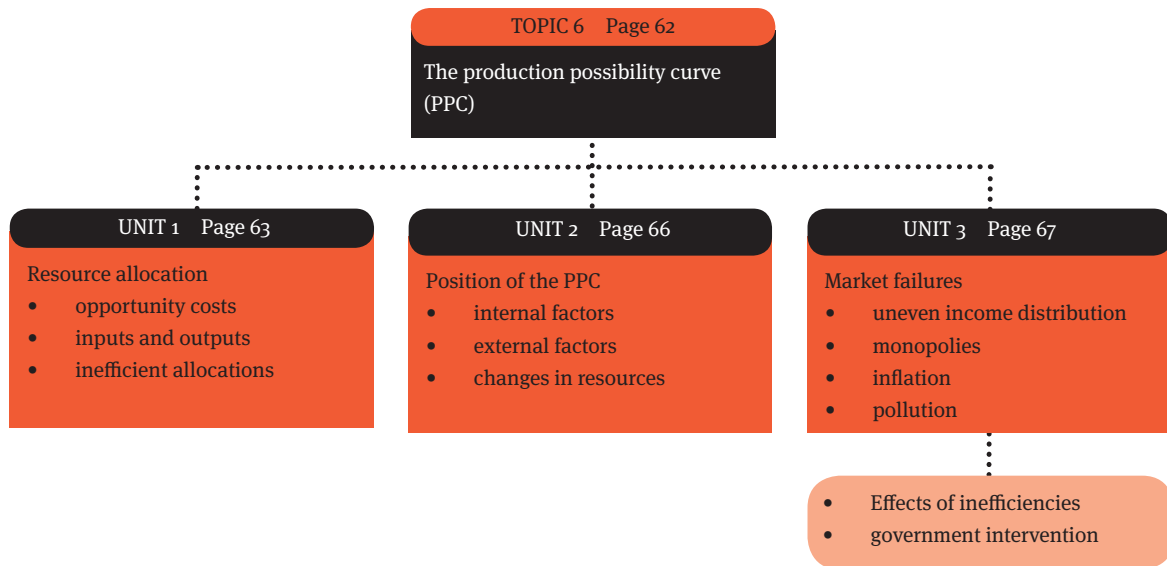 TOPIC 6 Page 62
The production possibility curve
(PPC)
UNIT 1 Page 63
Resource allocation
• opportunity costs
• inputs and outputs
• inefficient allocations
UNIT 2 Page 66
Position of the PPC
• internal factors
• external factors
• changes in resources
UNIT 3 Page 67
Market failures
• uneven income distribution
• monopolies
• inflation
• pollution
• Effects of inefficiencies
• government intervention